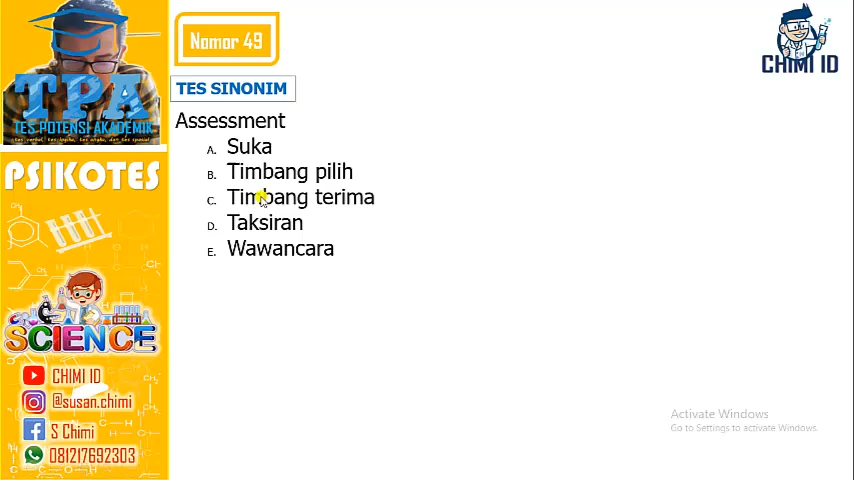 TPA
TES POTENSI AKADEMIK
PSIKOTES
SCIENCE
CHIMI ID
@susan.chimi
S Chimi
081217692303
Nomor 49
CHIMI ID
TES SINONIM
Assessment
A. Suka
B. Timbang pilih
C. Timbang terima
D. Taksiran
E. Wawancara
Activate Windows
Go to Settings to activate Windows.